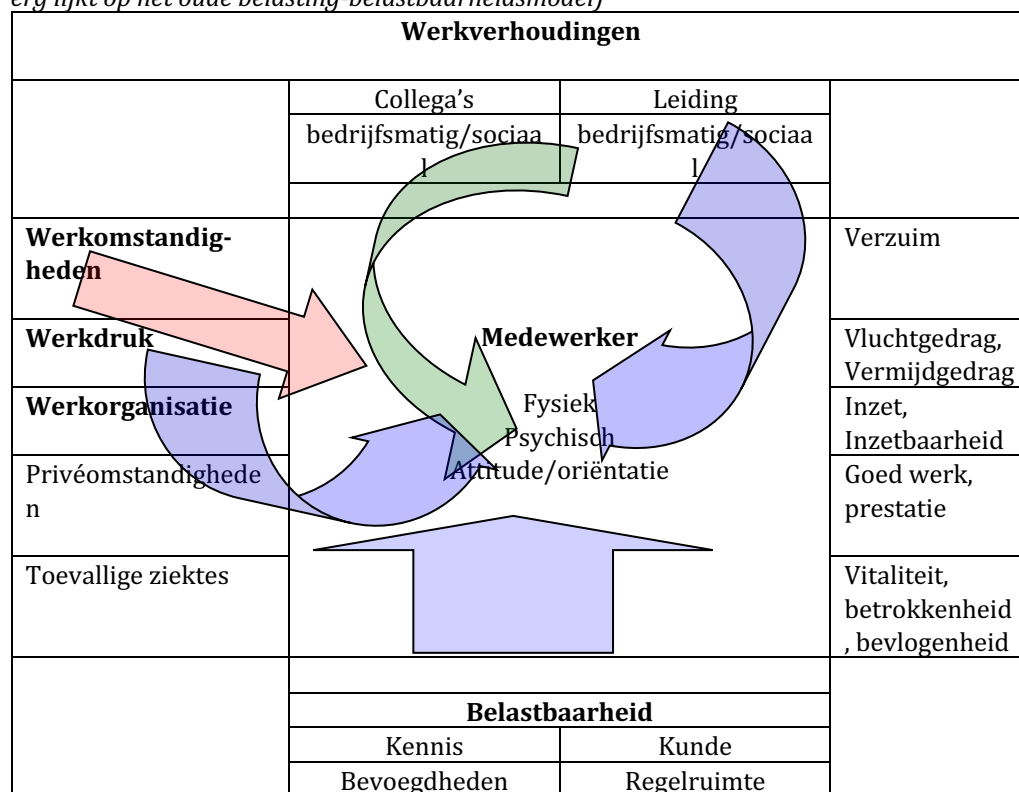 erg lijkt op het oude belasting-belastbaarheidsmodel)
Werkverhoudingen
Collega's
Leiding
bedrijfsmatig/sociaa
l
bedrijfsmatig/sociaa
l
Werkomstandig-
heden
Verzuim
Werkdruk
Medewerker
Vluchtgedrag,
Vermijdgedrag
Werkorganisatie
Fysiek
Psychisch
Attitude/oriëntatie
Inzet,
Inzetbaarheid
Privéomstandighede
n
Goed werk,
prestatie
Toevallige ziektes
Vitaliteit,
betrokkenheid
, bevlogenheid
Belastbaarheid
Kennis
Kunde
Bevoegdheden
Regelruimte